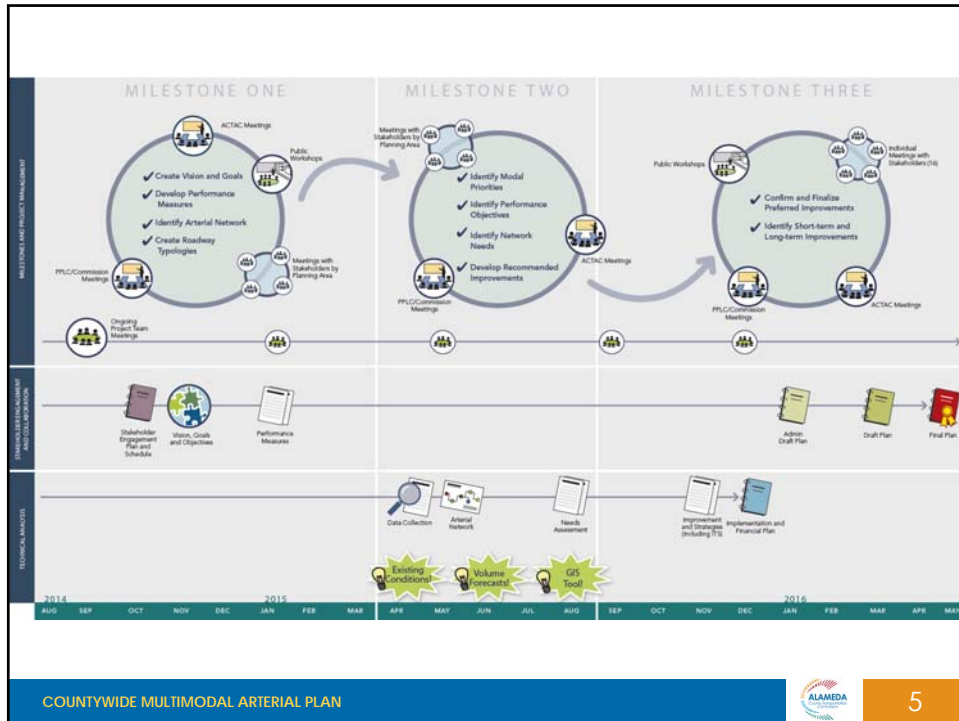 MILESTONE ONE
MILESTONE TWO
MILESTONE THREE
MILESTONES AND PROJECT MANAGEMENT
ACTAC Meetings
Public
Workshops
✓ Create Vision and Goals
✓ Develop Performance
Measures
✓ Identify Arterial Network
✓ Create Roadway
Typologies
PPLC/Commission
Meetings
Meetings with
Stakeholders by
Planning Area
Meetings with
Stakeholders by
Planning Area
✓ Identify Modal
Priorities
✓ Identify Performance
Objectives
✓ Identify Network
Needs
✓ Develop Recommended
Improvements
ACTAC Meetings
PPLC/Commission
Meetings
Public Workshops
Individual
Meetings with
Stakeholders (16)
✓ Confirm and Finalize
Preferred Improvements
✓ Identify Short-term and
Long-term Improvements
PPLC/Commission
Meetings
ACTAC Meetings
Ongoing
Project Team
Meetings
STAKEHOLDER ENGAGEMENT
AND COLLABORATION
Stakeholder
Engagement
Plan and
Schedule
Vision, Goals
and Objectives
Performance
Measures
Admin
Draft Plan
Draft Plan
Final Plan
TECHNICAL ANALYSIS
Data Collection
Arterial
Network
Needs
Assessment
Improvement
and Strategies
(including ITS)
Implementation and
Financial Plan
Existing
Conditions!
Volume
Forecasts!
GIS
Tool!
2014
2015
2016
AUG SEP OCT NOV DEC JAN FEB MAR APR MAY JUN JUL AUG SEP OCT NOV DEC JAN FEB MAR APR MAY
COUNTYWIDE MULTIMODAL ARTERIAL PLAN
ALAMEDA
County Transportation
Commission
5